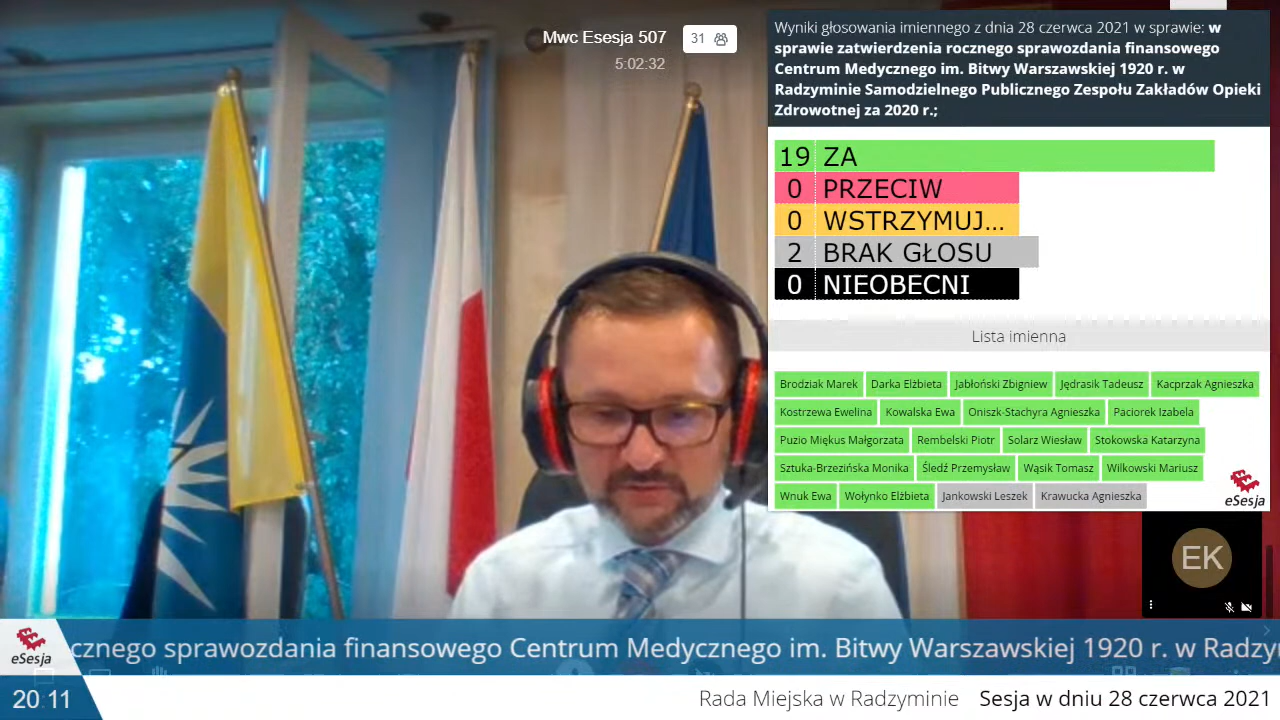 Mwc Esesja 507
31
5:02:32
Wyniki głosowania imiennego z dnia 28 czerwca 2021 w sprawie: w
sprawie zatwierdzenia rocznego sprawozdania finansowego
Centrum Medycznego im. Bitwy Warszawskiej 1920 r. w
Radzyminie Samodzielnego Publicznego Zespołu Zakładów Opieki
Zdrowotnej za 2020 r.;
19 ZA
0 PRZECIW
0 WSTRZYMUJ...
2 BRAK GŁOSU
0 NIEOBECNI
Lista imienna
Brodziak Marek Darka Elżbieta Jabłoński Zbigniew Jędrasik Tadeusz Kacprzak Agnieszka
Kostrzewa Ewelina Kowalska Ewa Oniszk-Stachyra Agnieszka Paciorek Izabela
Puzio Miękus Małgorzata Rembelski Piotr Solarz Wiesław Stokowska Katarzyna
Sztuka-Brzezińska Monika Śledź Przemysław Wąsik Tomasz Wilkowski Mariusz
Wnuk Ewa Wołynko Elżbieta Jankowski Leszek Krawucka Agnieszka
eSesja
EK
eSesja
cznego sprawozdania finansowego Centrum Medycznego im. Bitwy Warszawskiej 1920 r. w Radzy
20:11
Rada Miejska w Radzyminie Sesja w dniu 28 czerwca 2021